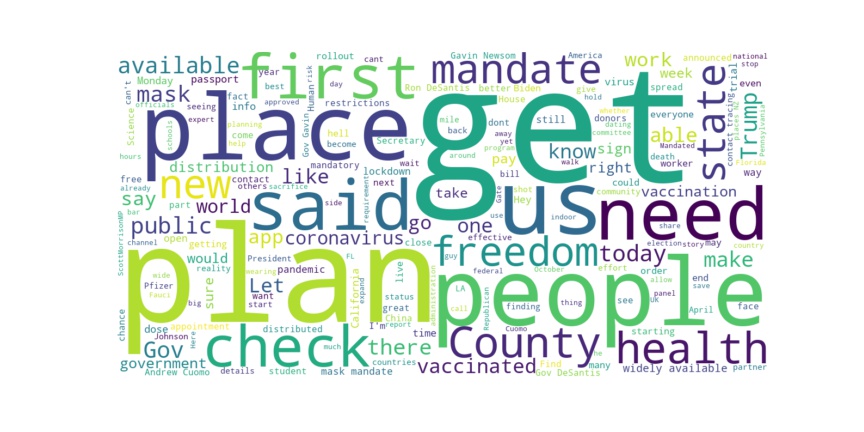 available
first
rollout
cant
Gavin Newsom
America
mandate
work
announced
national
stop
mask
Monday
passport
year
Ron DeSantis
better
Biden
give
week
state
trial
can't
officials
seeing
fact
info
best
day
approved
Human
risk
restrictions
House
hold
virus
spread
even
Science
place
get
Trump
expert
planning
help
come
hell
become
Gov Gavin
Secretary
mile
back
dont
still
away
yet
donors
dating
committee
whether
everyone
able
contact tracing
places NZ
Pennsylvania
schools
hours
distribution
mandatory
wait
around
program
pay
know
sign
death
Mandated
Florida
free
already
new
contact
others
sacrifice
like
lockdown
next
take
bill
shot
Hey
walk
right
could
community
worker
vaccination
way
say
part
world
said
side
requirement
go
one
use
Gate
us
indoor
need
share
bar
public
ScottMorrisonMP
channel
open
getting
app
coronavirus
close
effective
freedom
today
election
story
may
country
would
reality
President
wearing
FL
guy
federal
October
effort
order
make
allow
plan
people
wide
Pfizer
Fauci
sure
Let
want
start
pandemic
California
expand
live
status
great
China
administration
LA
call
Republican
finding
thing
see
UK
April
panel
end
save
face
chance
big
dose
appointment
distributed
I'm
report
time
Cuomo
starting
Johnson
Here
Gov
check
there
County
health
much
countries
he
many
government
Andrew Cuomo
details
student
mask mandate
vaccinated
Find
Gov DeSantis
widely available
partner